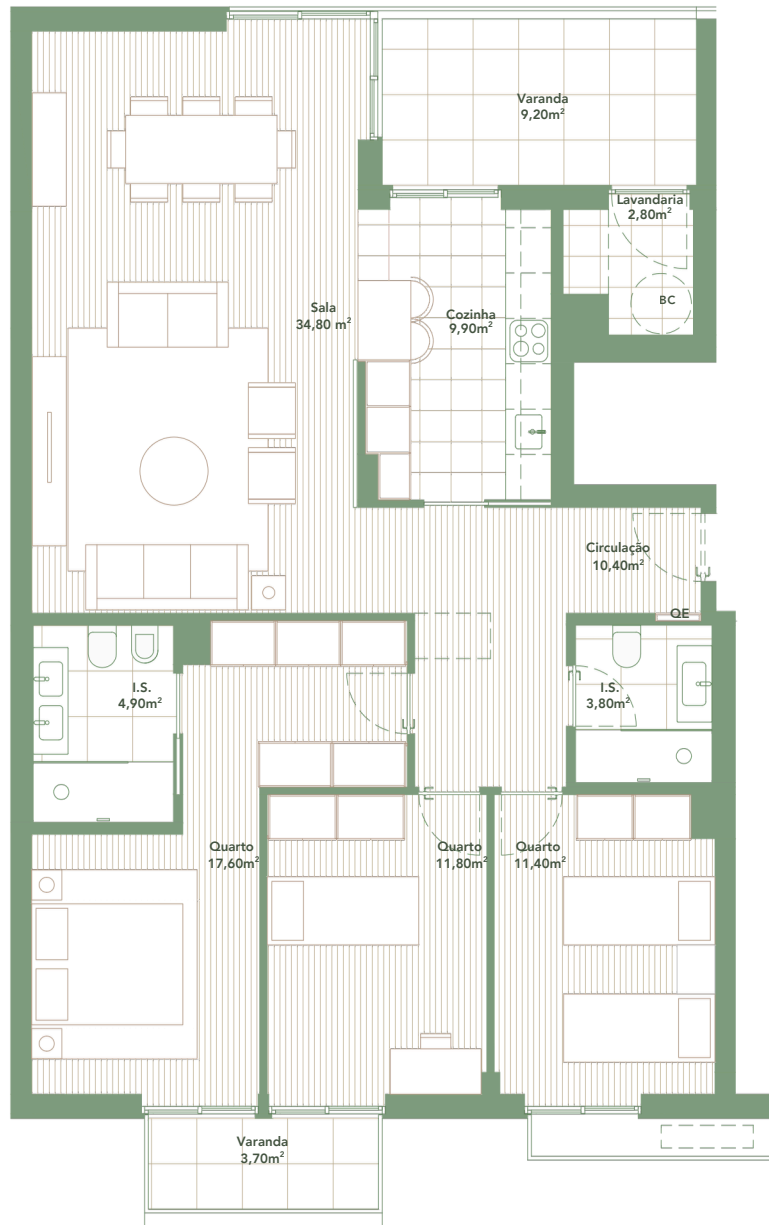 Varanda
9,20m²
Lavandaria
2,80m²
BC
Sala
34,80 m²
Cozinha
9,90m²
Circulação
10,40m²
QE
I.S.
4,90m²
I.S.
3,80m²
Quarto
17,60m²
Quarto
11,80m²
Quarto
11,40m²
Varanda
3,70m²